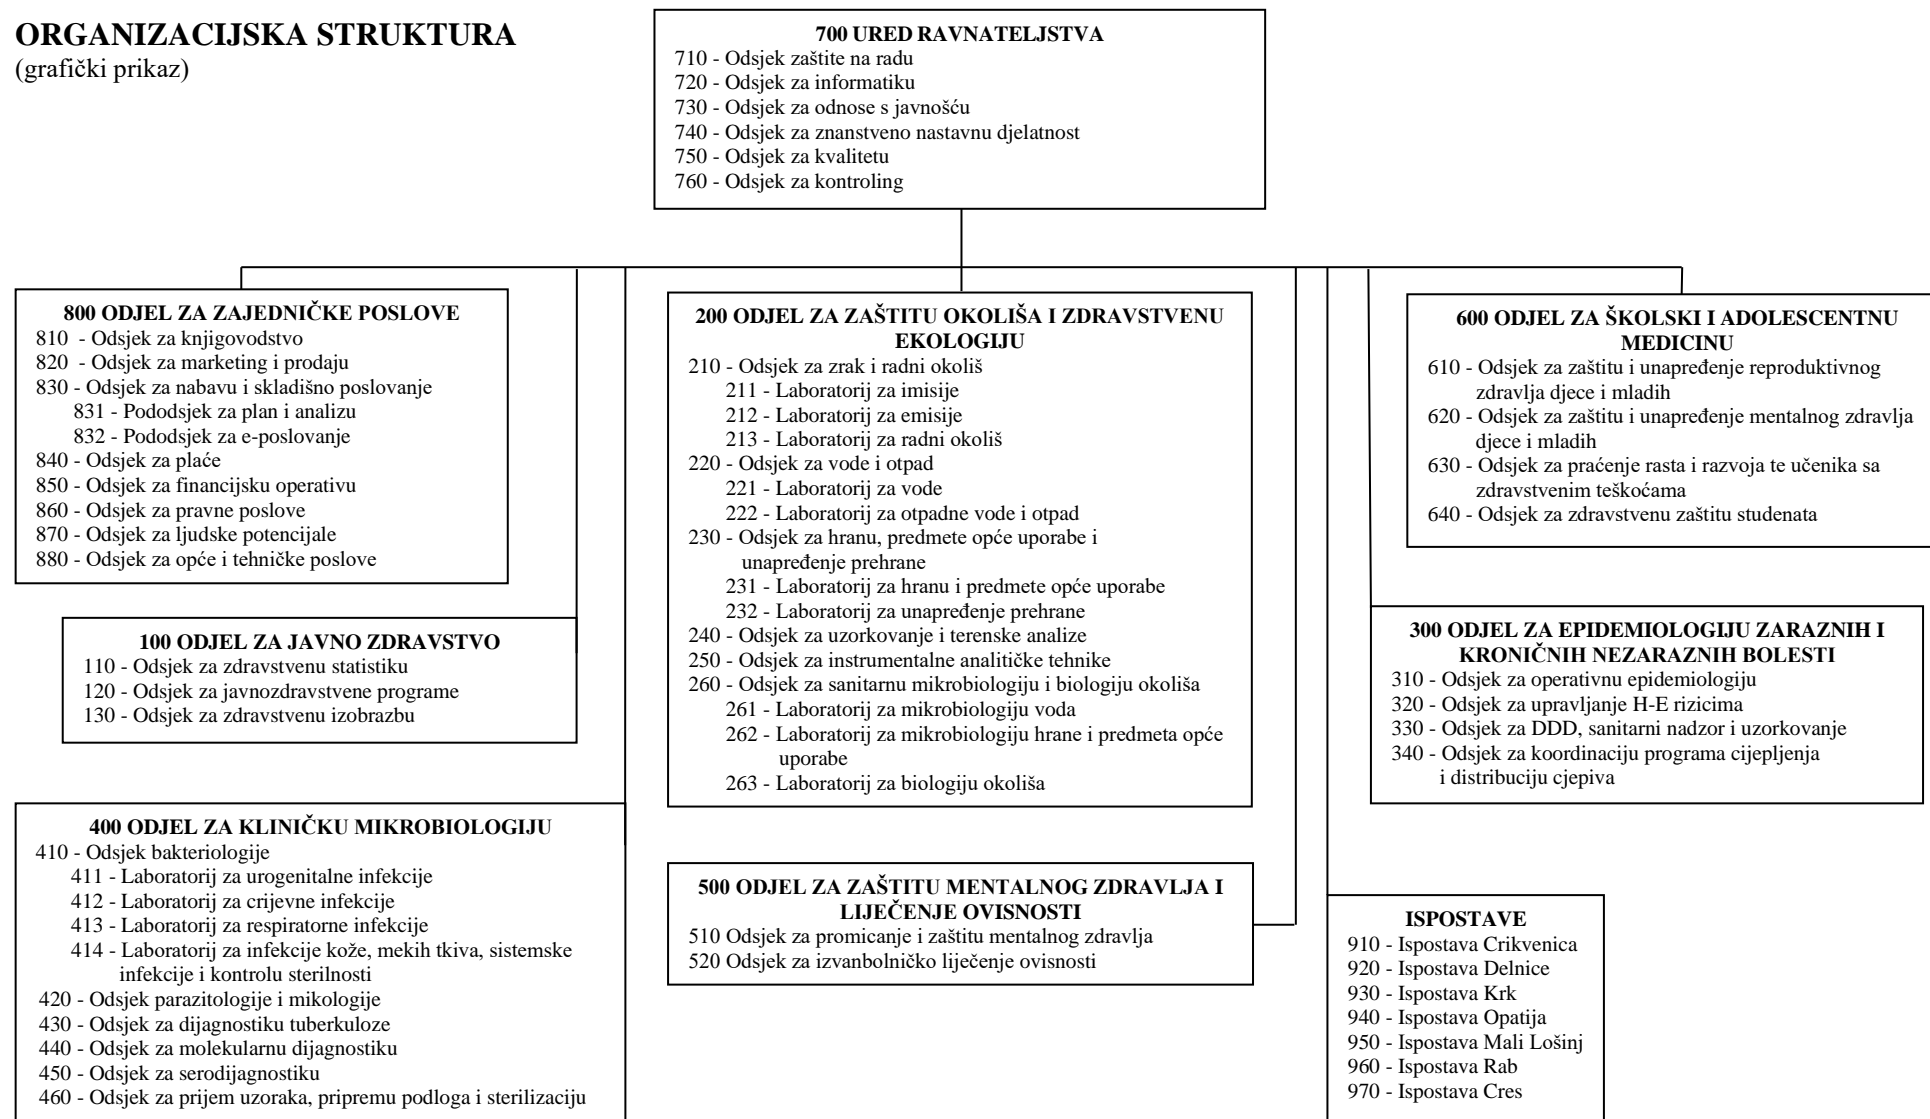 ORGANIZACIJSKA STRUKTURA
(grafički prikaz)
700 URED RAVNATELJSTVA
710 - Odsjek zaštite na radu
720 - Odsjek za informatiku
730 - Odsjek za odnose s javnošću
740 - Odsjek za znanstveno nastavnu djelatnost
750 - Odsjek za kvalitetu
760 - Odsjek za kontroling
800 ODJEL ZA ZAJEDNIČKE POSLOVE
810 - Odsjek za knjigovodstvo
820 - Odsjek za marketing i prodaju
830 - Odsjek za nabavu i skladišno poslovanje
831 - Pododsjek za plan i analizu
832 - Pododsjek za e-poslovanje
840 - Odsjek za plaće
850 - Odsjek za financijsku operativu
860 - Odsjek za pravne poslove
870 - Odsjek za ljudske potencijale
880 - Odsjek za opće i tehničke poslove
100 ODJEL ZA JAVNO ZDRAVSTVO
110 - Odsjek za zdravstvenu statistiku
120 - Odsjek za javnozdravstvene programe
130 - Odsjek za zdravstvenu izobrazbu
400 ODJEL ZA KLINIČKU MIKROBIOLOGIJU
410 - Odsjek bakteriologije
411 - Laboratorij za urogenitalne infekcije
412 - Laboratorij za crijevne infekcije
413 - Laboratorij za respiratorne infekcije
414 - Laboratorij za infekcije kože, mekih tkiva, sistemske
infekcije i kontrolu sterilnosti
420 - Odsjek parazitologije i mikologije
430 - Odsjek za dijagnostiku tuberkuloze
440 - Odsjek za molekularnu dijagnostiku
450 - Odsjek za serodijagnostiku
460 - Odsjek za prijem uzoraka, pripremu podloga i sterilizaciju
200 ODJEL ZA ZAŠTITU OKOLIŠA I ZDRAVSTVENU
EKOLOGIJU
210 - Odsjek za zrak i radni okoliš
211 - Laboratorij za imisije
212 - Laboratorij za emisije
213 - Laboratorij za radni okoliš
220 - Odsjek za vode i otpad
221 - Laboratorij za vode
222 - Laboratorij za otpadne vode i otpad
230 - Odsjek za hranu, predmete opće uporabe i
unapređenje prehrane
231 - Laboratorij za hranu i predmete opće uporabe
232 - Laboratorij za unapređenje prehrane
240 - Odsjek za uzorkovanje i terenske analize
250 - Odsjek za instrumentalne analitičke tehnike
260 - Odsjek za sanitarnu mikrobiologiju i biologiju okoliša
261 - Laboratorij za mikrobiologiju voda
262 - Laboratorij za mikrobiologiju hrane i predmeta opće
uporabe
263 - Laboratorij za biologiju okoliša
500 ODJEL ZA ZAŠTITU MENTALNOG ZDRAVLJA I
LIJEČENJE OVISNOSTI
510 Odsjek za promicanje i zaštitu mentalnog zdravlja
520 Odsjek za izvanbolničko liječenje ovisnosti
600 ODJEL ZA ŠKOLSKI I ADOLESCENTNU
MEDICINU
610 - Odsjek za zaštitu i unapređenje reproduktivnog
zdravlja djece i mladih
620 - Odsjek za zaštitu i unapređenje mentalnog zdravlja
djece i mladih
630 - Odsjek za praćenje rasta i razvoja te učenika sa
zdravstvenim teškoćama
640 - Odsjek za zdravstvenu zaštitu studenata
300 ODJEL ZA EPIDEMIOLOGIJU ZARAZNIH I
KRONIČNIH NEZARAZNIH BOLESTI
310 - Odsjek za operativnu epidemiologiju
320 - Odsjek za upravljanje H-E rizicima
330 - Odsjek za DDD, sanitarni nadzor i uzorkovanje
340 - Odsjek za koordinaciju programa cijepljenja
i distribuciju cjepiva
ISPOSTAVE
910 - Ispostava Crikvenica
920 - Ispostava Delnice
930 - Ispostava Krk
940 - Ispostava Opatija
950 - Ispostava Mali Lošinj
960 - Ispostava Rab
970 - Ispostava Cres